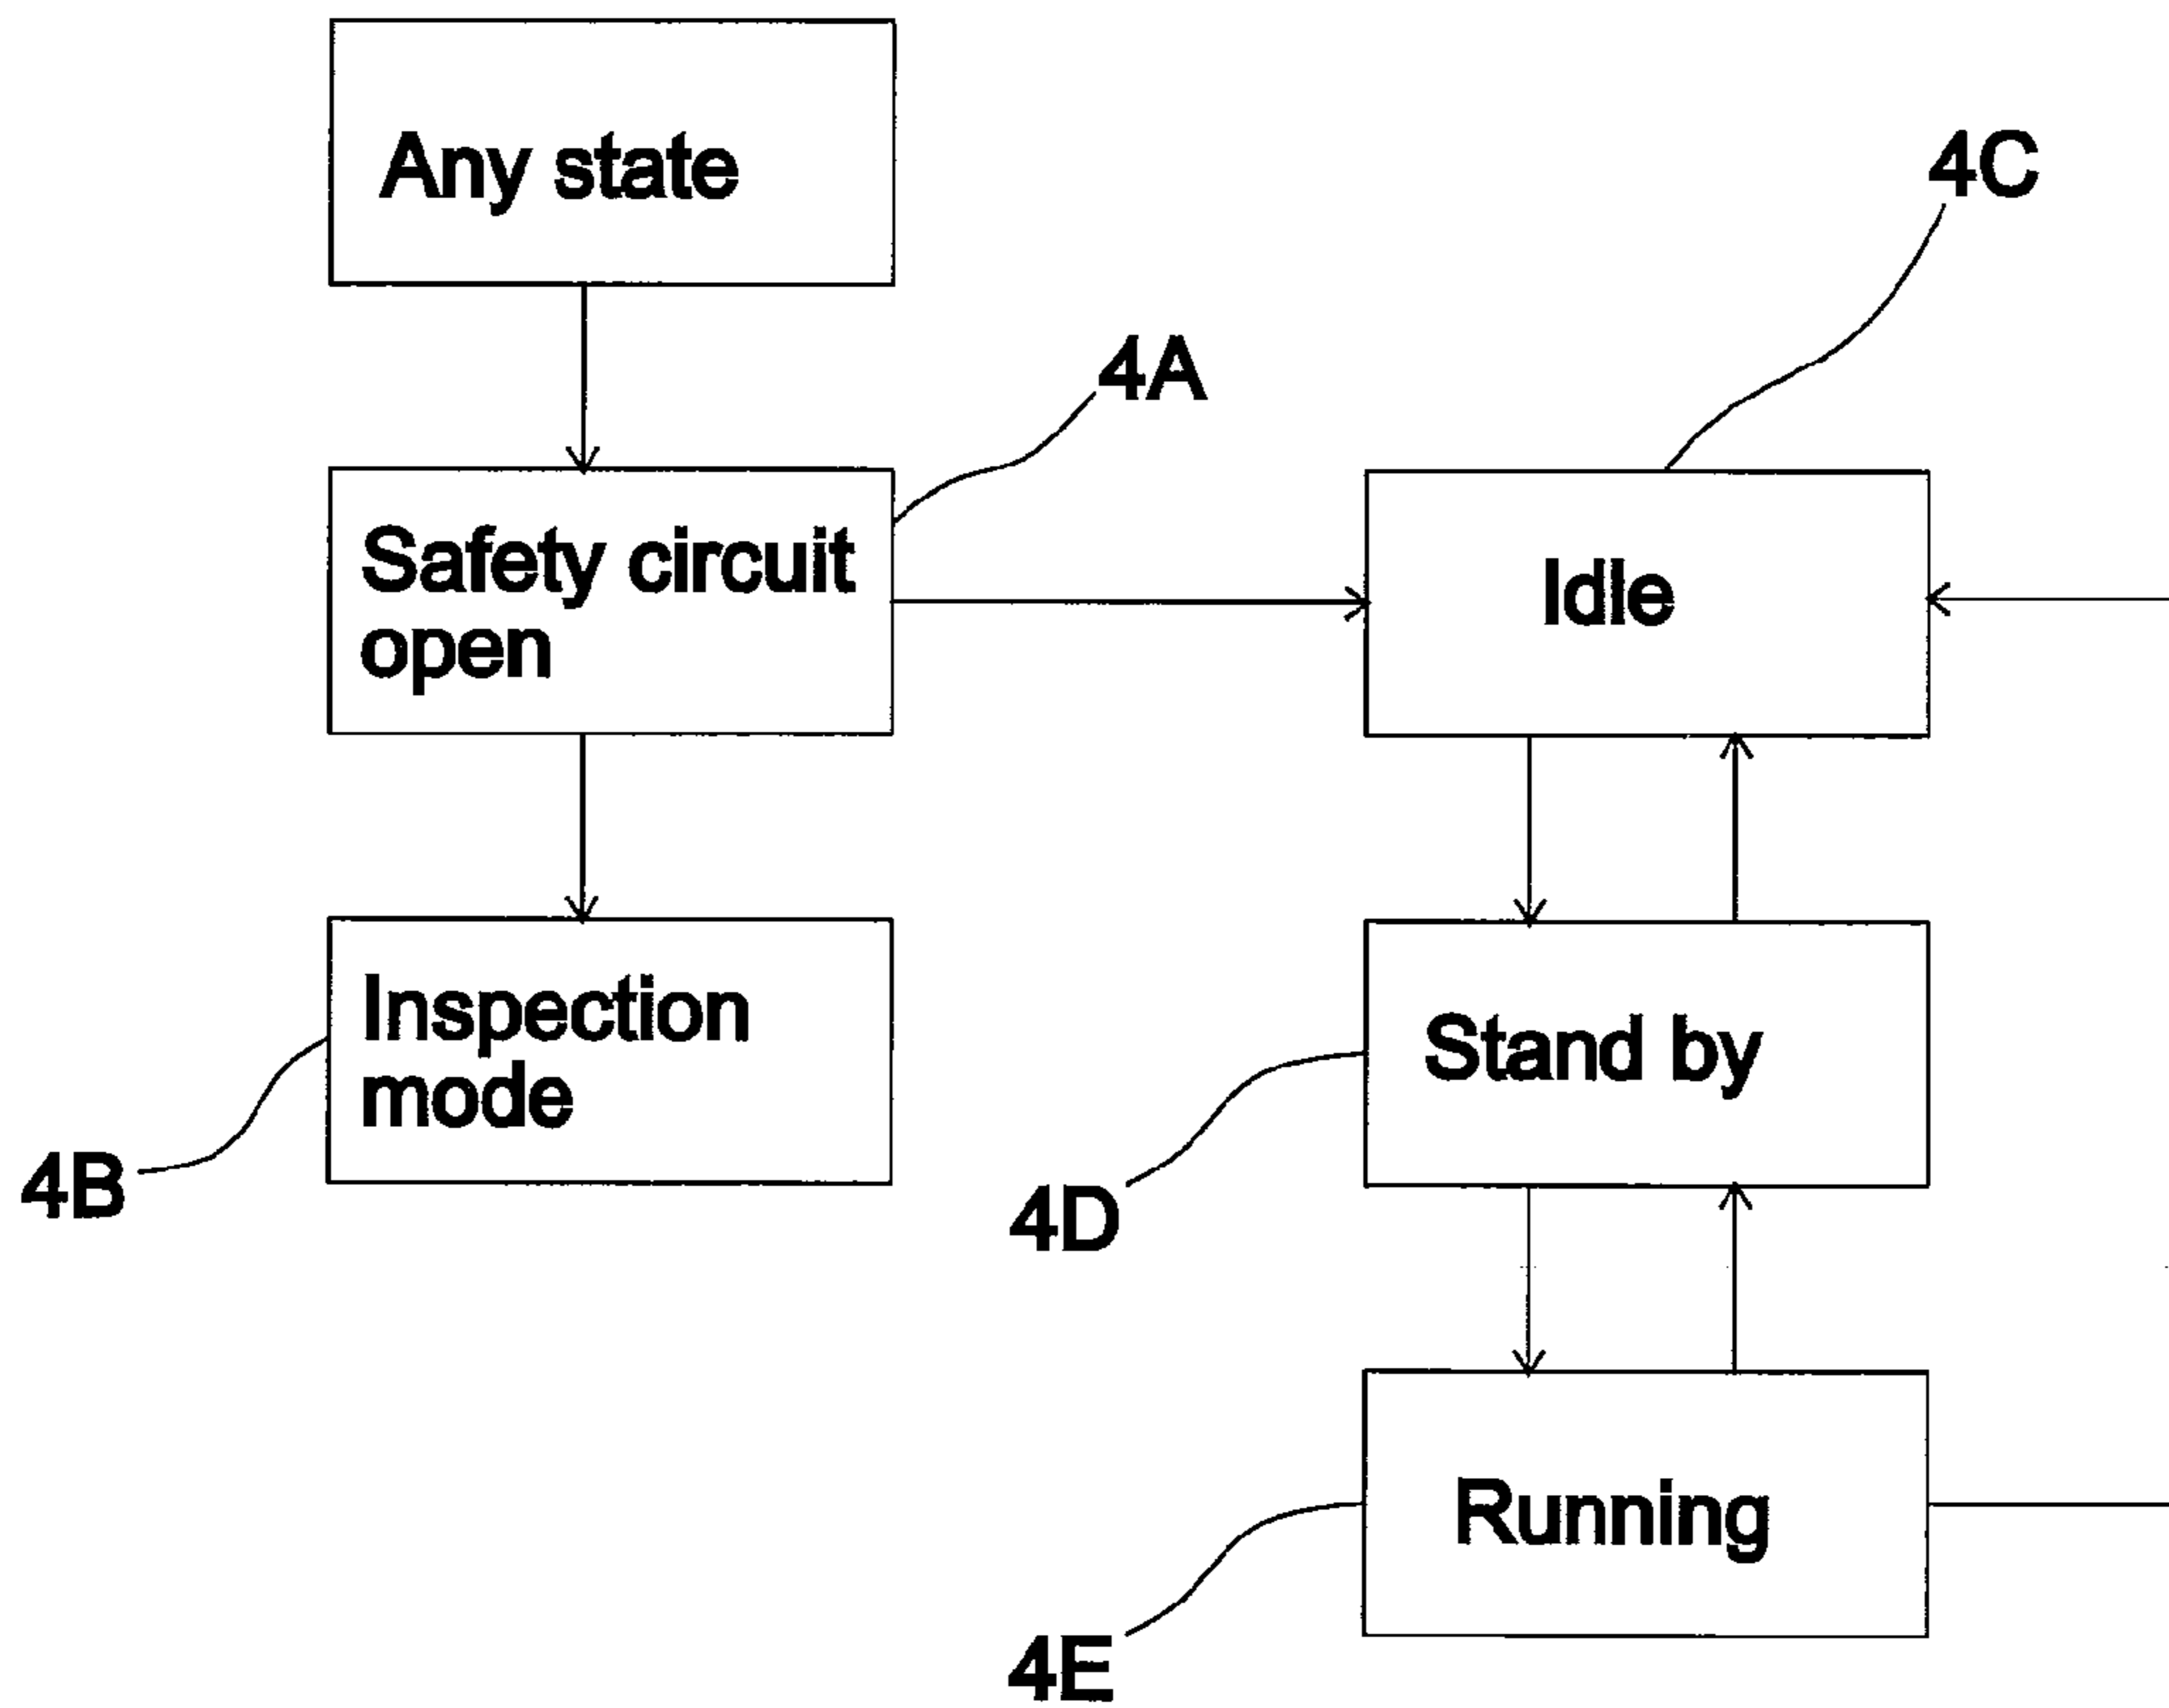 Any state
4C
4A
Safety circuit
open
Idle
Inspection
mode
Stand by
4B
4D
Running
4E